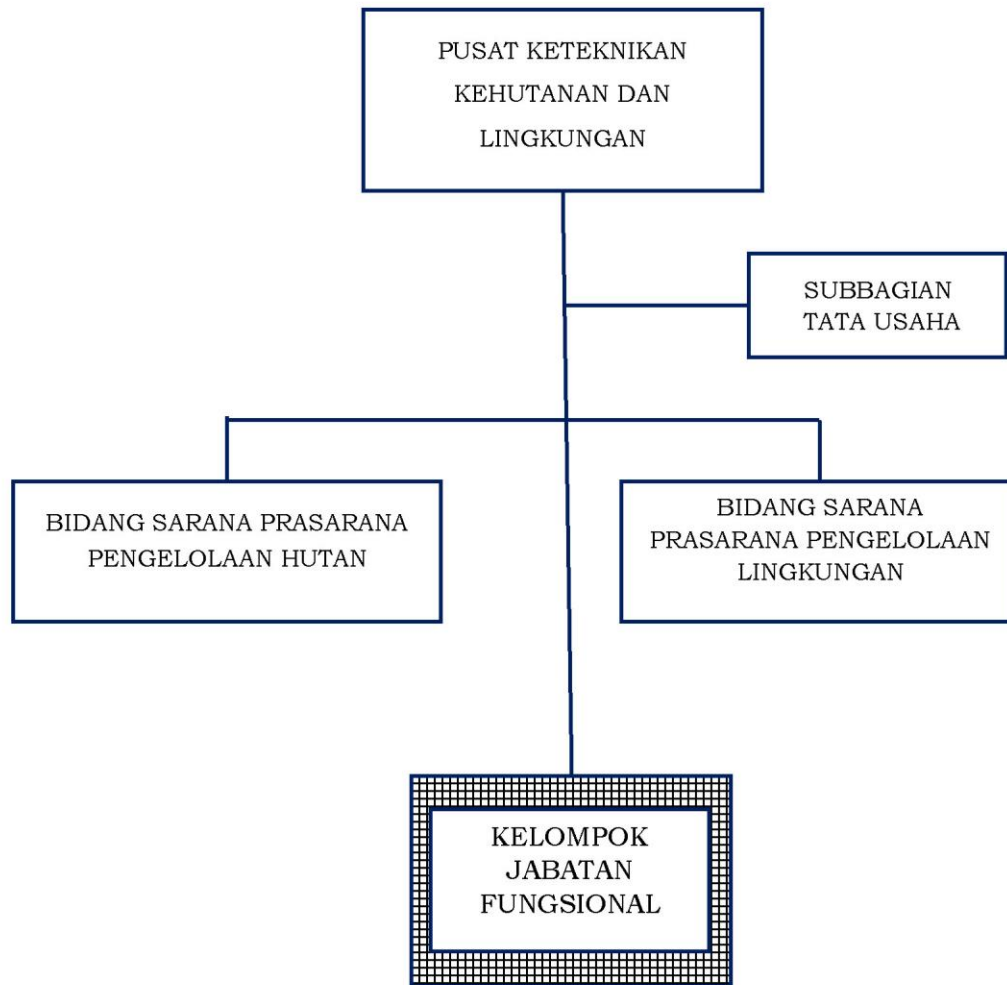 PUSAT KETEKNIKAN
KEHUTANAN DAN
LINGKUNGAN
SUBBAGIAN
TATA USAHA
BIDANG SARANA PRASARANA
PENGELOLAAN HUTAN
BIDANG SARANA
PRASARANA PENGELOLAAN
LINGKUNGAN
KELOMPOK
JABATAN
FUNGSIONAL